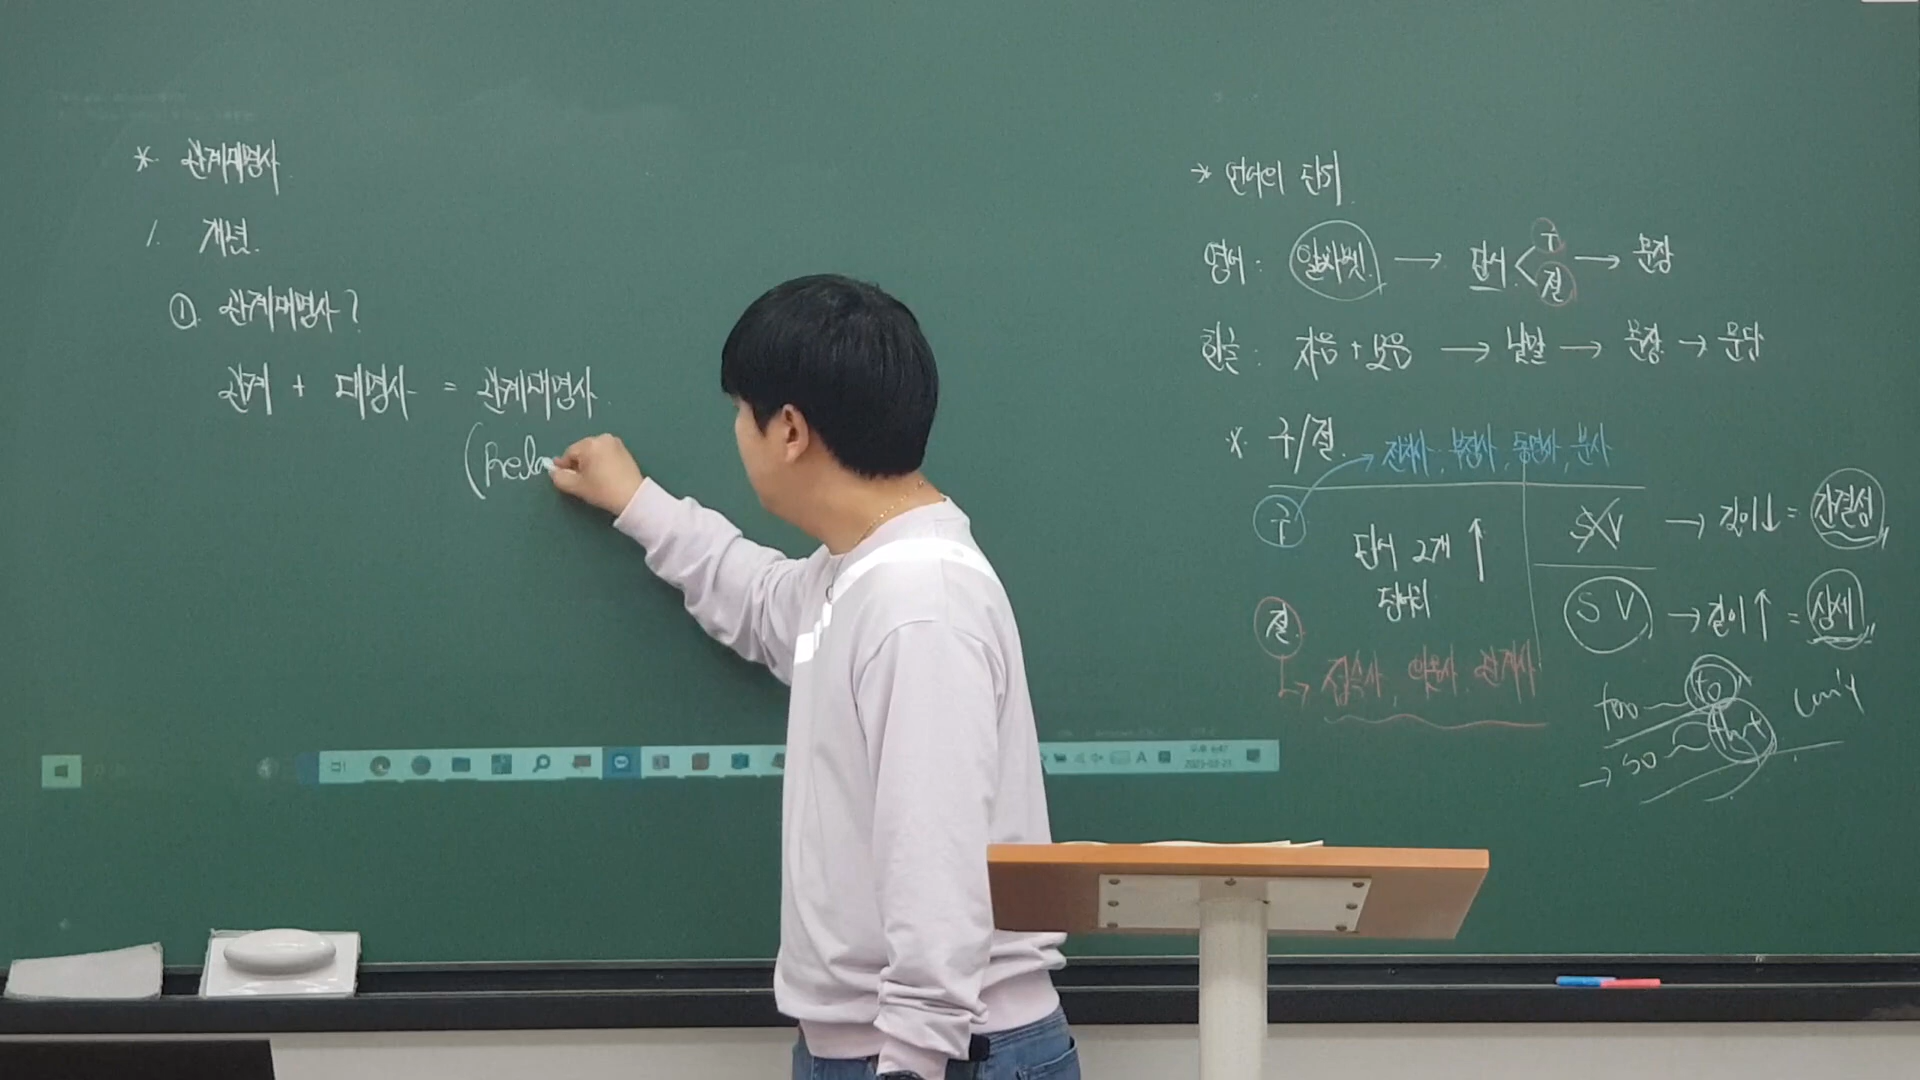 * 관계대명사
1. 개념.
①. 관계대명사?
관계 + 대명사 = 관계대명사.
(Rela
* 언어의 단위
영어 : 알파벳 → 단어 < 구 절 → 문장
한글 : 자음 + 모음 → 낱말 → 문장 → 문단
* 구/절.
→ 전치사, 부정사, 동명사, 분사
구 단어 2개 ↑ SV → 길이↓ = 간결성
덩어리
절 SV → 길이↑ = 상세
→ 접속사, 의문사, 관계사
too ~ to can't
→ so ~ that
A